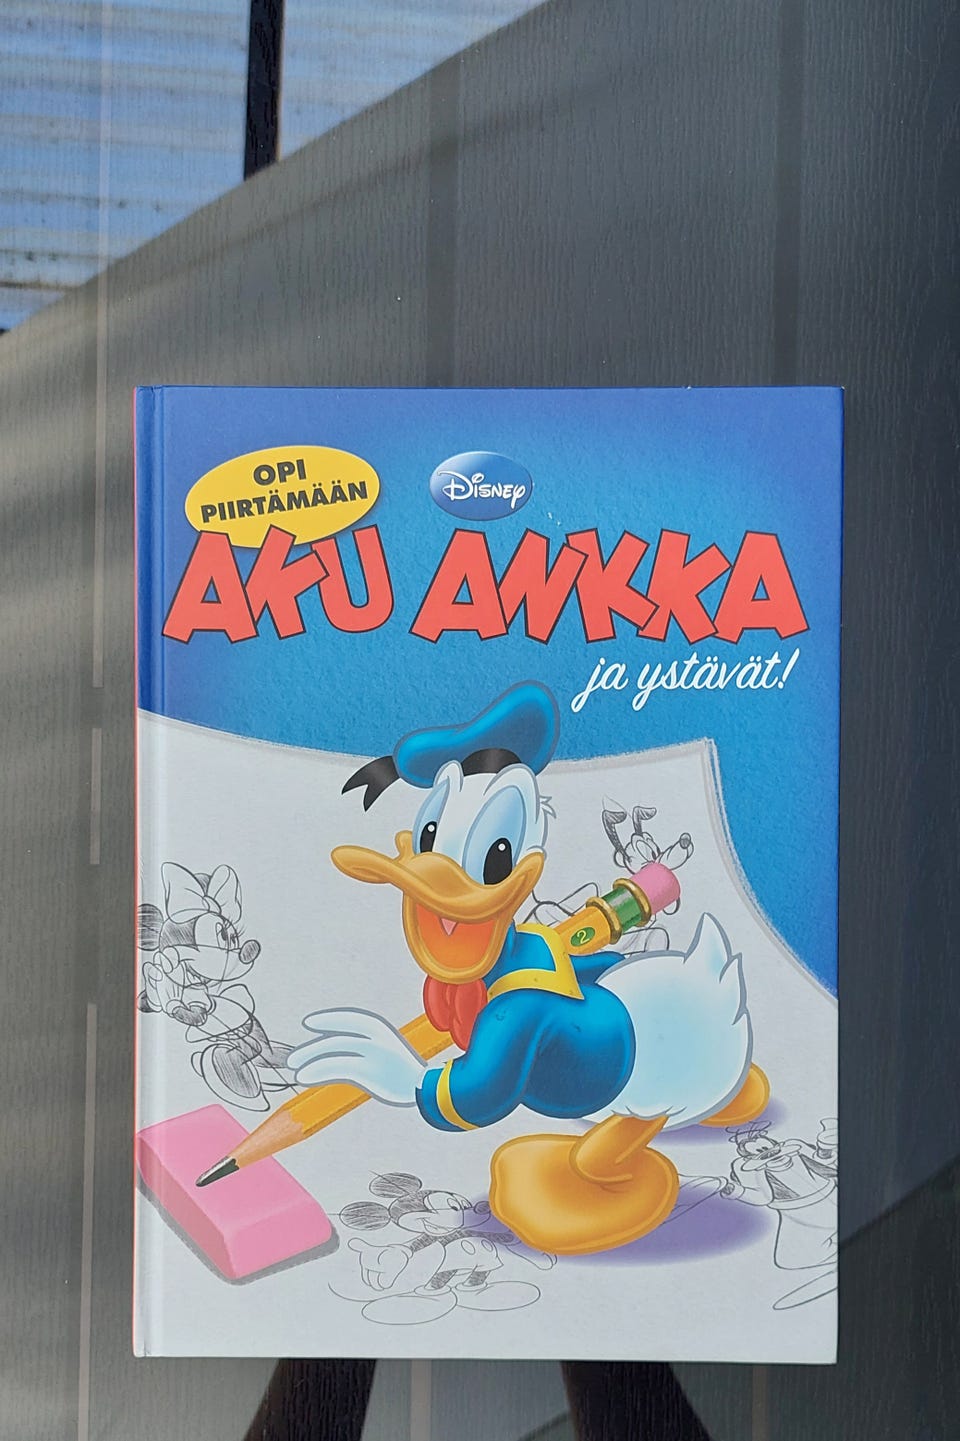 OPI
PIIRTÄMÄÄN
Disney
AKU ANKKA
ja ystävät!
2